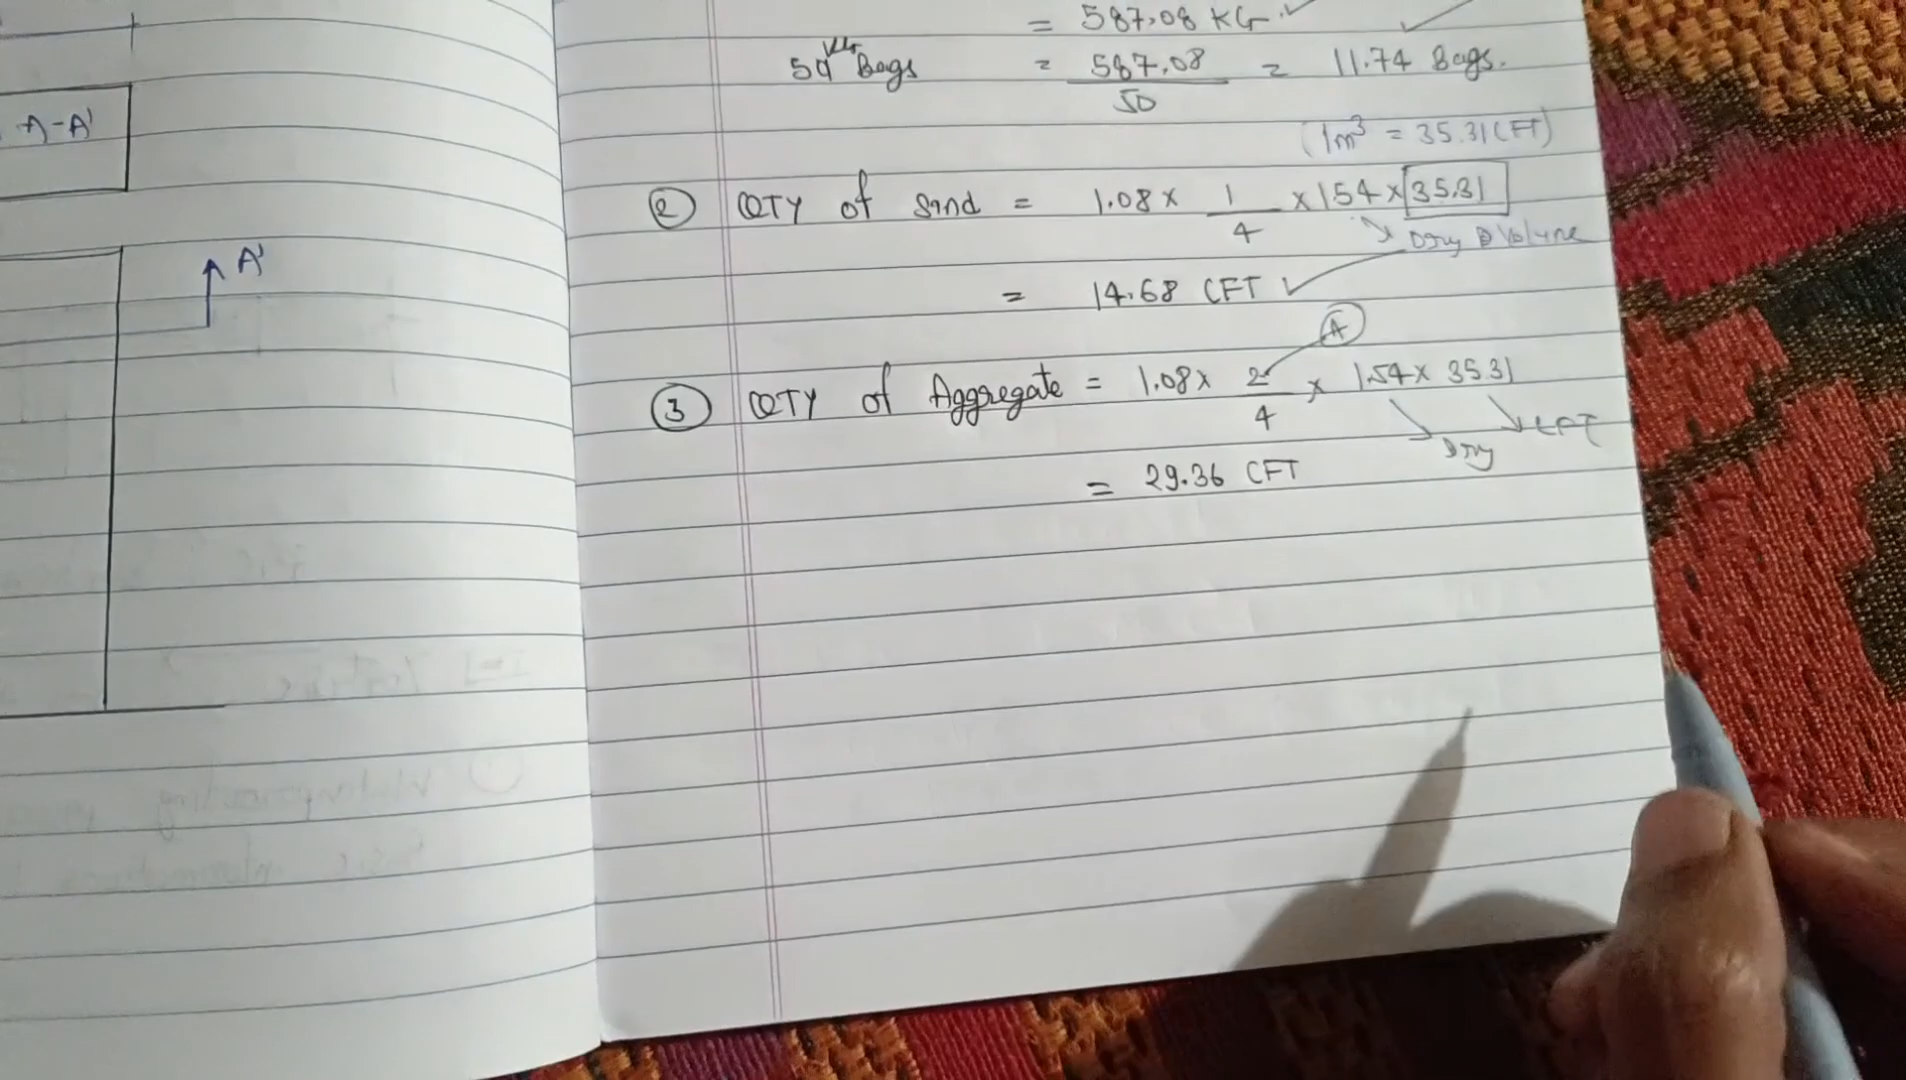 A-A'
A'
= 587.08 KG.
50 KG Bags = 587.08 / 50 = 11.74 Bags.
(1m³ = 35.31 CFT)
② QTY of Sand = 1.08 × 1/4 × 1.54 × 35.31
Dry Volume
= 14.68 CFT
A
③ QTY of Aggregate = 1.08 × 2/4 × 1.54 × 35.31
Dry CFT
= 29.36 CFT